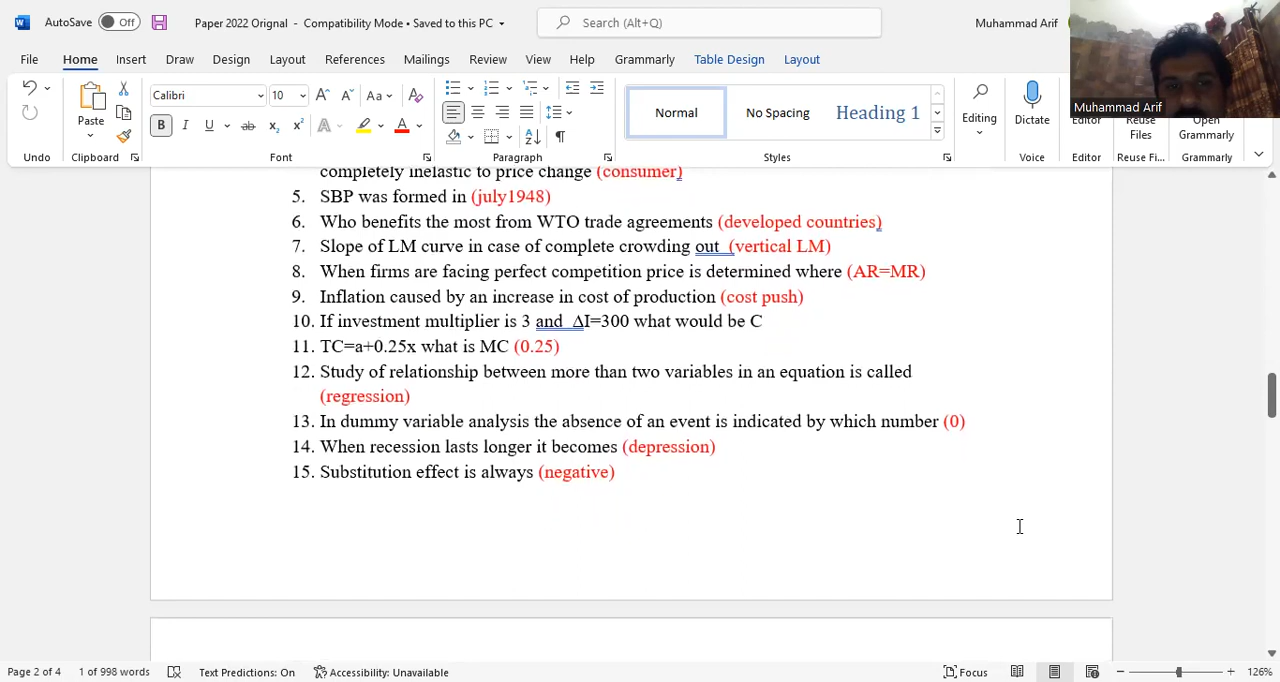 AutoSave Off Paper 2022 Orignal - Compatibility Mode • Saved to this PC Search (Alt+Q) Muhammad Arif
File Home Insert Draw Design Layout References Mailings Review View Help Grammarly Table Design Layout
Muhammad Arif
Paste
Calibri 10
Normal No Spacing Heading 1
Editing Dictate Editor Reuse Files Open Grammarly
Undo Clipboard Font Paragraph Styles Voice Editor Reuse Fi... Grammarly
completely inelastic to price change (consumer)
5. SBP was formed in (july1948)
6. Who benefits the most from WTO trade agreements (developed countries)
7. Slope of LM curve in case of complete crowding out (vertical LM)
8. When firms are facing perfect competition price is determined where (AR=MR)
9. Inflation caused by an increase in cost of production (cost push)
10. If investment multiplier is 3 and ΔI=300 what would be C
11. TC=a+0.25x what is MC (0.25)
12. Study of relationship between more than two variables in an equation is called
(regression)
13. In dummy variable analysis the absence of an event is indicated by which number (0)
14. When recession lasts longer it becomes (depression)
15. Substitution effect is always (negative)
Page 2 of 4 1 of 998 words Text Predictions: On Accessibility: Unavailable Focus 126%